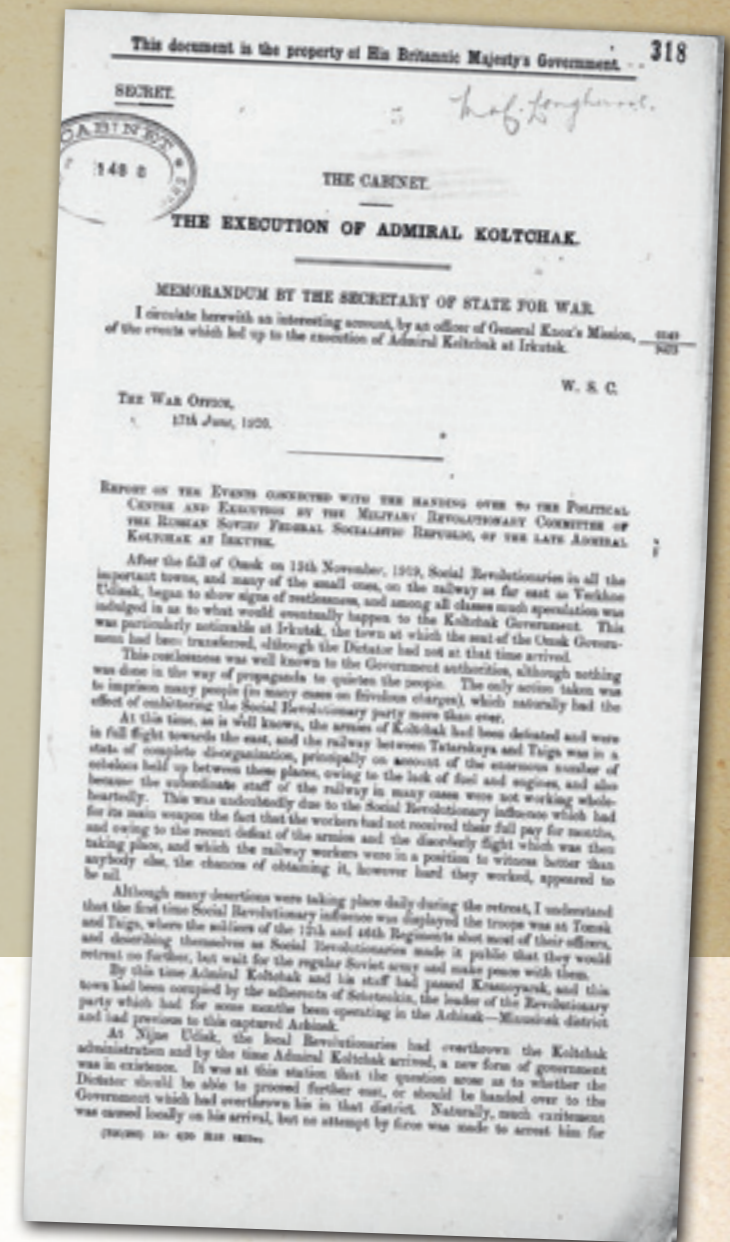 This document is the property of His Britannic Majesty's Government.
318
SECRET.
CABINET
THE CABINET.
THE EXECUTION OF ADMIRAL KOLTCHAK.
MEMORANDUM BY THE SECRETARY OF STATE FOR WAR.
I circulate herewith an interesting account, by an officer of General Knox's Mission,
of the events which led up to the execution of Admiral Koltchak at Irkutsk.
W. S. C.
THE WAR OFFICE,
17th June, 1920.
REPORT ON THE EVENTS CONNECTED WITH THE HANDING OVER TO THE POLITICAL
CENTRE AND EXECUTION BY THE MILITARY REVOLUTIONARY COMMITTEE OF
THE RUSSIAN SOVIET FEDERAL SOCIALISTIC REPUBLIC, OF THE LATE ADMIRAL
KOLTCHAK AT IRKUTSK.
After the fall of Omsk on 15th November, 1919, Social Revolutionaries in all the
important towns, and many of the small ones, on the railway as far east as Verkhne
Udinsk, began to show signs of restlessness, and among all classes much speculation was
indulged in as to what would eventually happen to the Koltchak Government. This
was particularly noticeable at Irkutsk, the town at which the seat of the Omsk Govern-
ment had been transferred, although the Dictator had not at that time arrived.
This restlessness was well known to the Government authorities, although nothing
was done in the way of propaganda to quieten the people. The only action taken was
to imprison many people (in many cases on frivolous charges), which naturally had the
effect of embittering the Social Revolutionary party more than ever.
At this time, as is well known, the armies of Koltchak had been defeated and were
in full flight towards the east, and the railway between Tatarskaya and Taiga was in a
state of complete disorganization, principally on account of the enormous number of
echelons held up between these places, owing to the lack of fuel and engines, and also
because the subordinate staff of the railway in many cases were not working whole-
heartedly. This was undoubtedly due to the Social Revolutionary influence which had
for its main weapon the fact that the workers had not received their full pay for months,
and owing to the recent defeat of the armies and the disorderly flight which was then
taking place, and which the railway workers were in a position to witness better than
anybody else, the chances of obtaining it, however hard they worked, appeared to
be nil.
Although many desertions were taking place daily during the retreat, I understand
that the first time Social Revolutionary influence was displayed the troops was at Tomsk
and Taiga, where the soldiers of the and 46th Regiments shot most of their officers,
and describing themselves as Social Revolutionaries made it public that they would
retreat no further, but wait for the regular Soviet army and make peace with them.
By this time Admiral Koltchak and his staff had passed Krasnoyarsk, and this
town had been occupied by the adherents of Schetenkin, the leader of the Revolutionary
party which had for some months been operating in the Achinsk—Minusinsk district
and had previous to this captured Achinsk.
At Nijne Udinsk, the local Revolutionaries had overthrown the Koltchak
administration and by the time Admiral Koltchak arrived, a new form of government
was in existence. It was at this station that the question arose as to whether the
Dictator should be able to proceed further east, or should be handed over to the
Government which had overthrown his in that district. Naturally, much excitement
was caused locally on his arrival, but no attempt by force was made to arrest him for